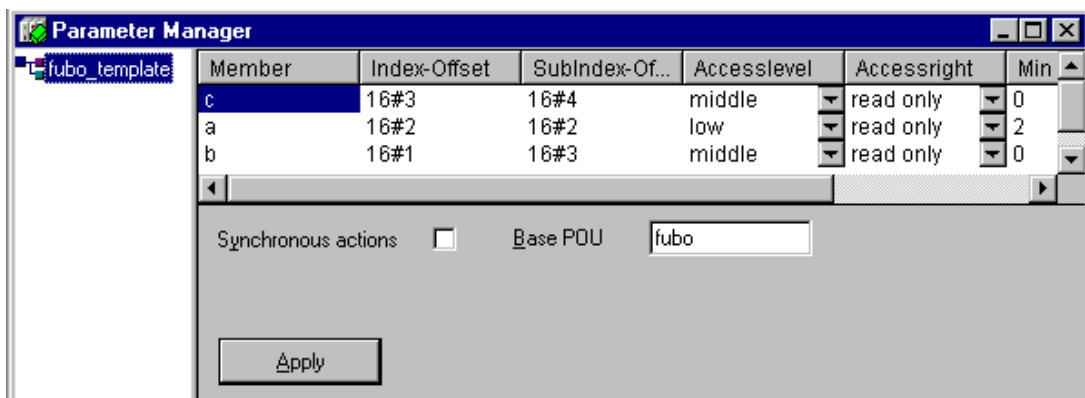 Parameter Manager
fubo_template
Member Index-Offset SubIndex-Of... Accesslevel Accessright Min
c 16#3 16#4 middle read only 0
a 16#2 16#2 low read only 2
b 16#1 16#3 middle read only 0
Synchronous actions Base POU fubo
Apply